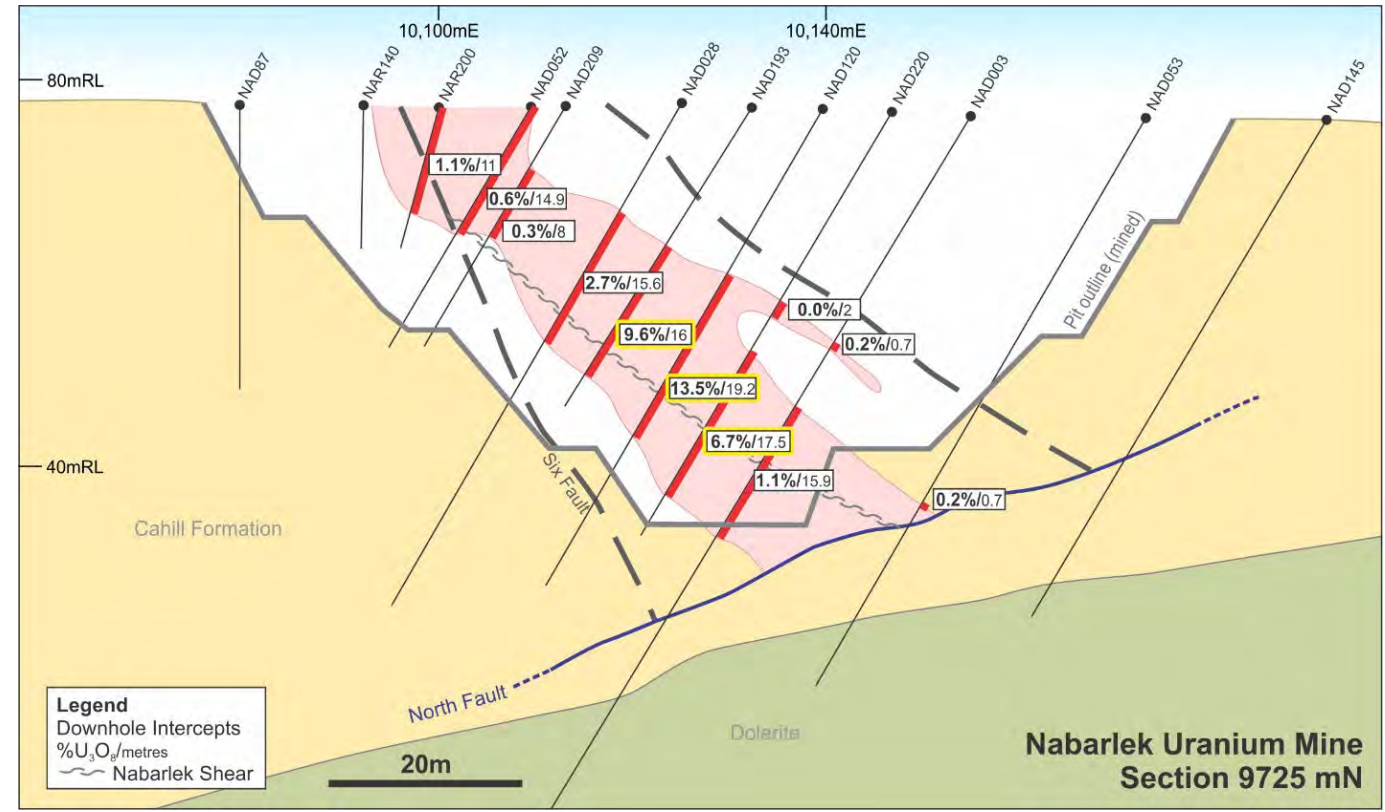 10,100mE
10,140mE
80mRL
NAD87
NAR140
NAR200
NAD052
NAD209
NAD028
NAD193
NAD120
NAD220
NAD003
NAD053
NAD145
1.1%/11
0.6%/14.9
0.3%/8
2.7%/15.6
9.6%/16
13.5%/19.2
6.7%/17.5
1.1%/15.9
0.0%/2
0.2%/0.7
0.2%/0.7
Pit outline (mined)
40mRL
Six Fault
Cahill Formation
North Fault
Dolerite
Legend
Downhole Intercepts
%U₃O₈/metres
Nabarlek Shear
20m
Nabarlek Uranium Mine
Section 9725 mN